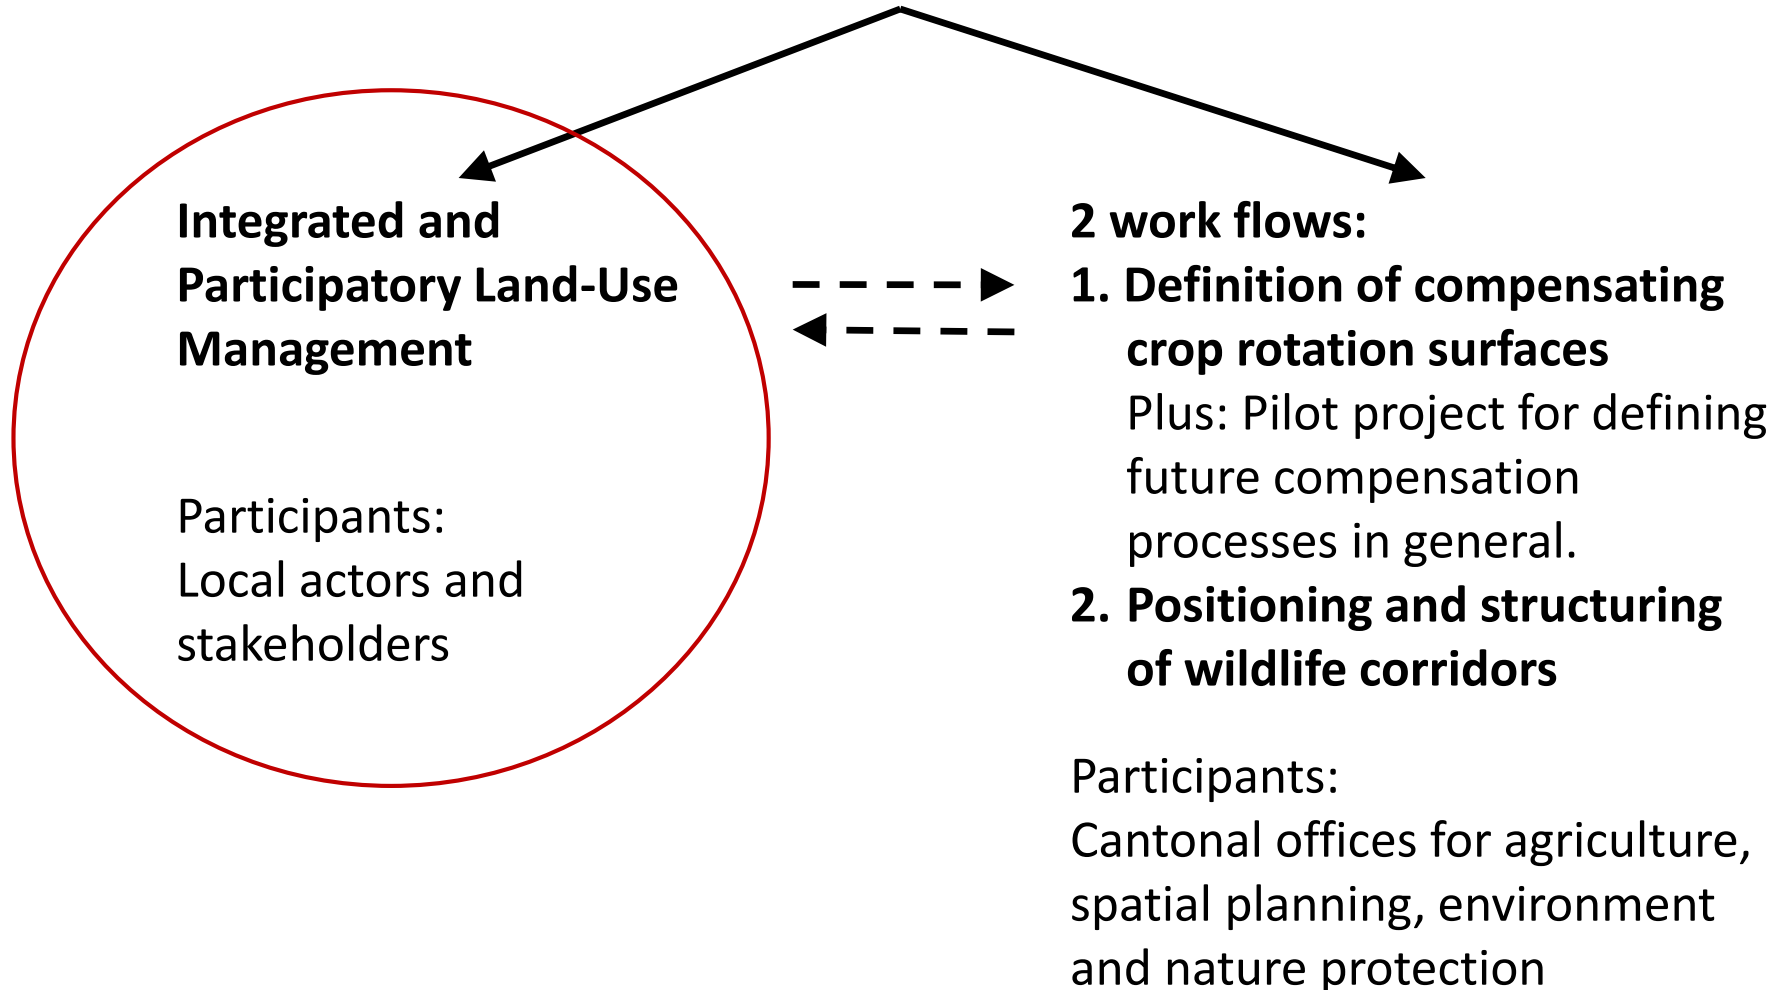 Integrated and
Participatory Land-Use
Management
Participants:
Local actors and
stakeholders
2 work flows:
1. Definition of compensating
crop rotation surfaces
Plus: Pilot project for defining
future compensation
processes in general.
2. Positioning and structuring
of wildlife corridors
Participants:
Cantonal offices for agriculture,
spatial planning, environment
and nature protection